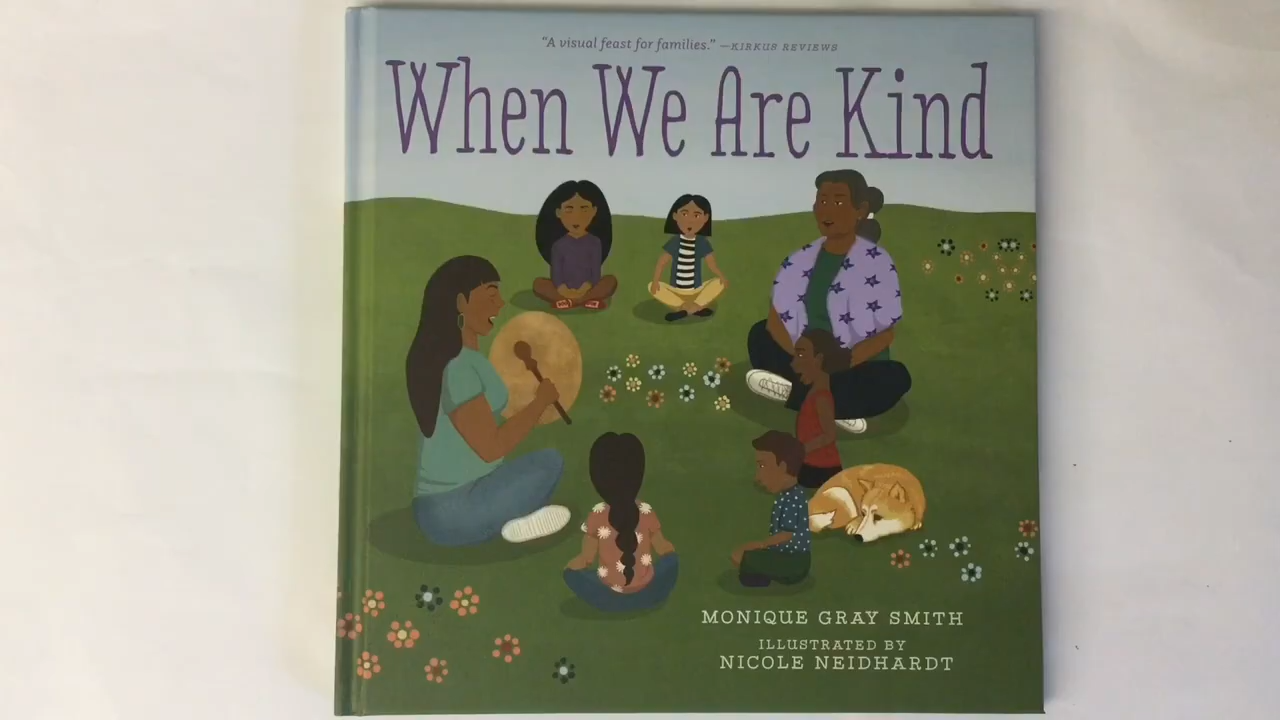 “A visual feast for families.” —KIRKUS REVIEWS
When We Are Kind
MONIQUE GRAY SMITH
ILLUSTRATED BY
NICOLE NEIDHARDT